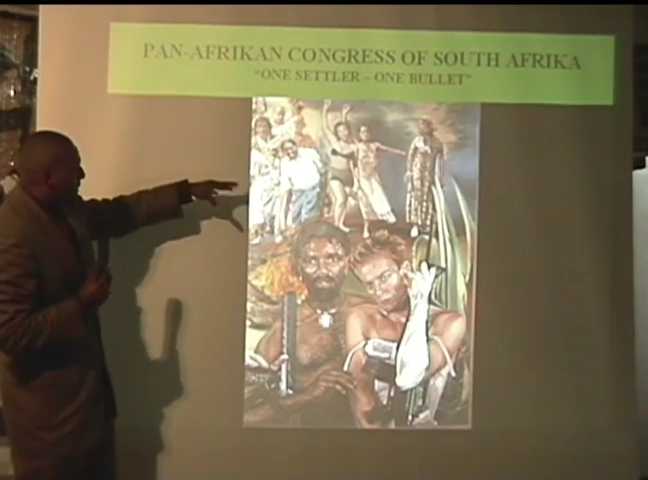 PAN-AFRIKAN CONGRESS OF SOUTH AFRIKA
"ONE SETTLER – ONE BULLET"